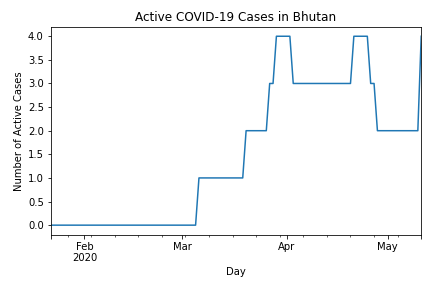 Active COVID-19 Cases in Bhutan
Number of Active Cases
4.0
3.5
3.0
2.5
2.0
1.5
1.0
0.5
0.0
Feb Mar Apr May
2020
Day